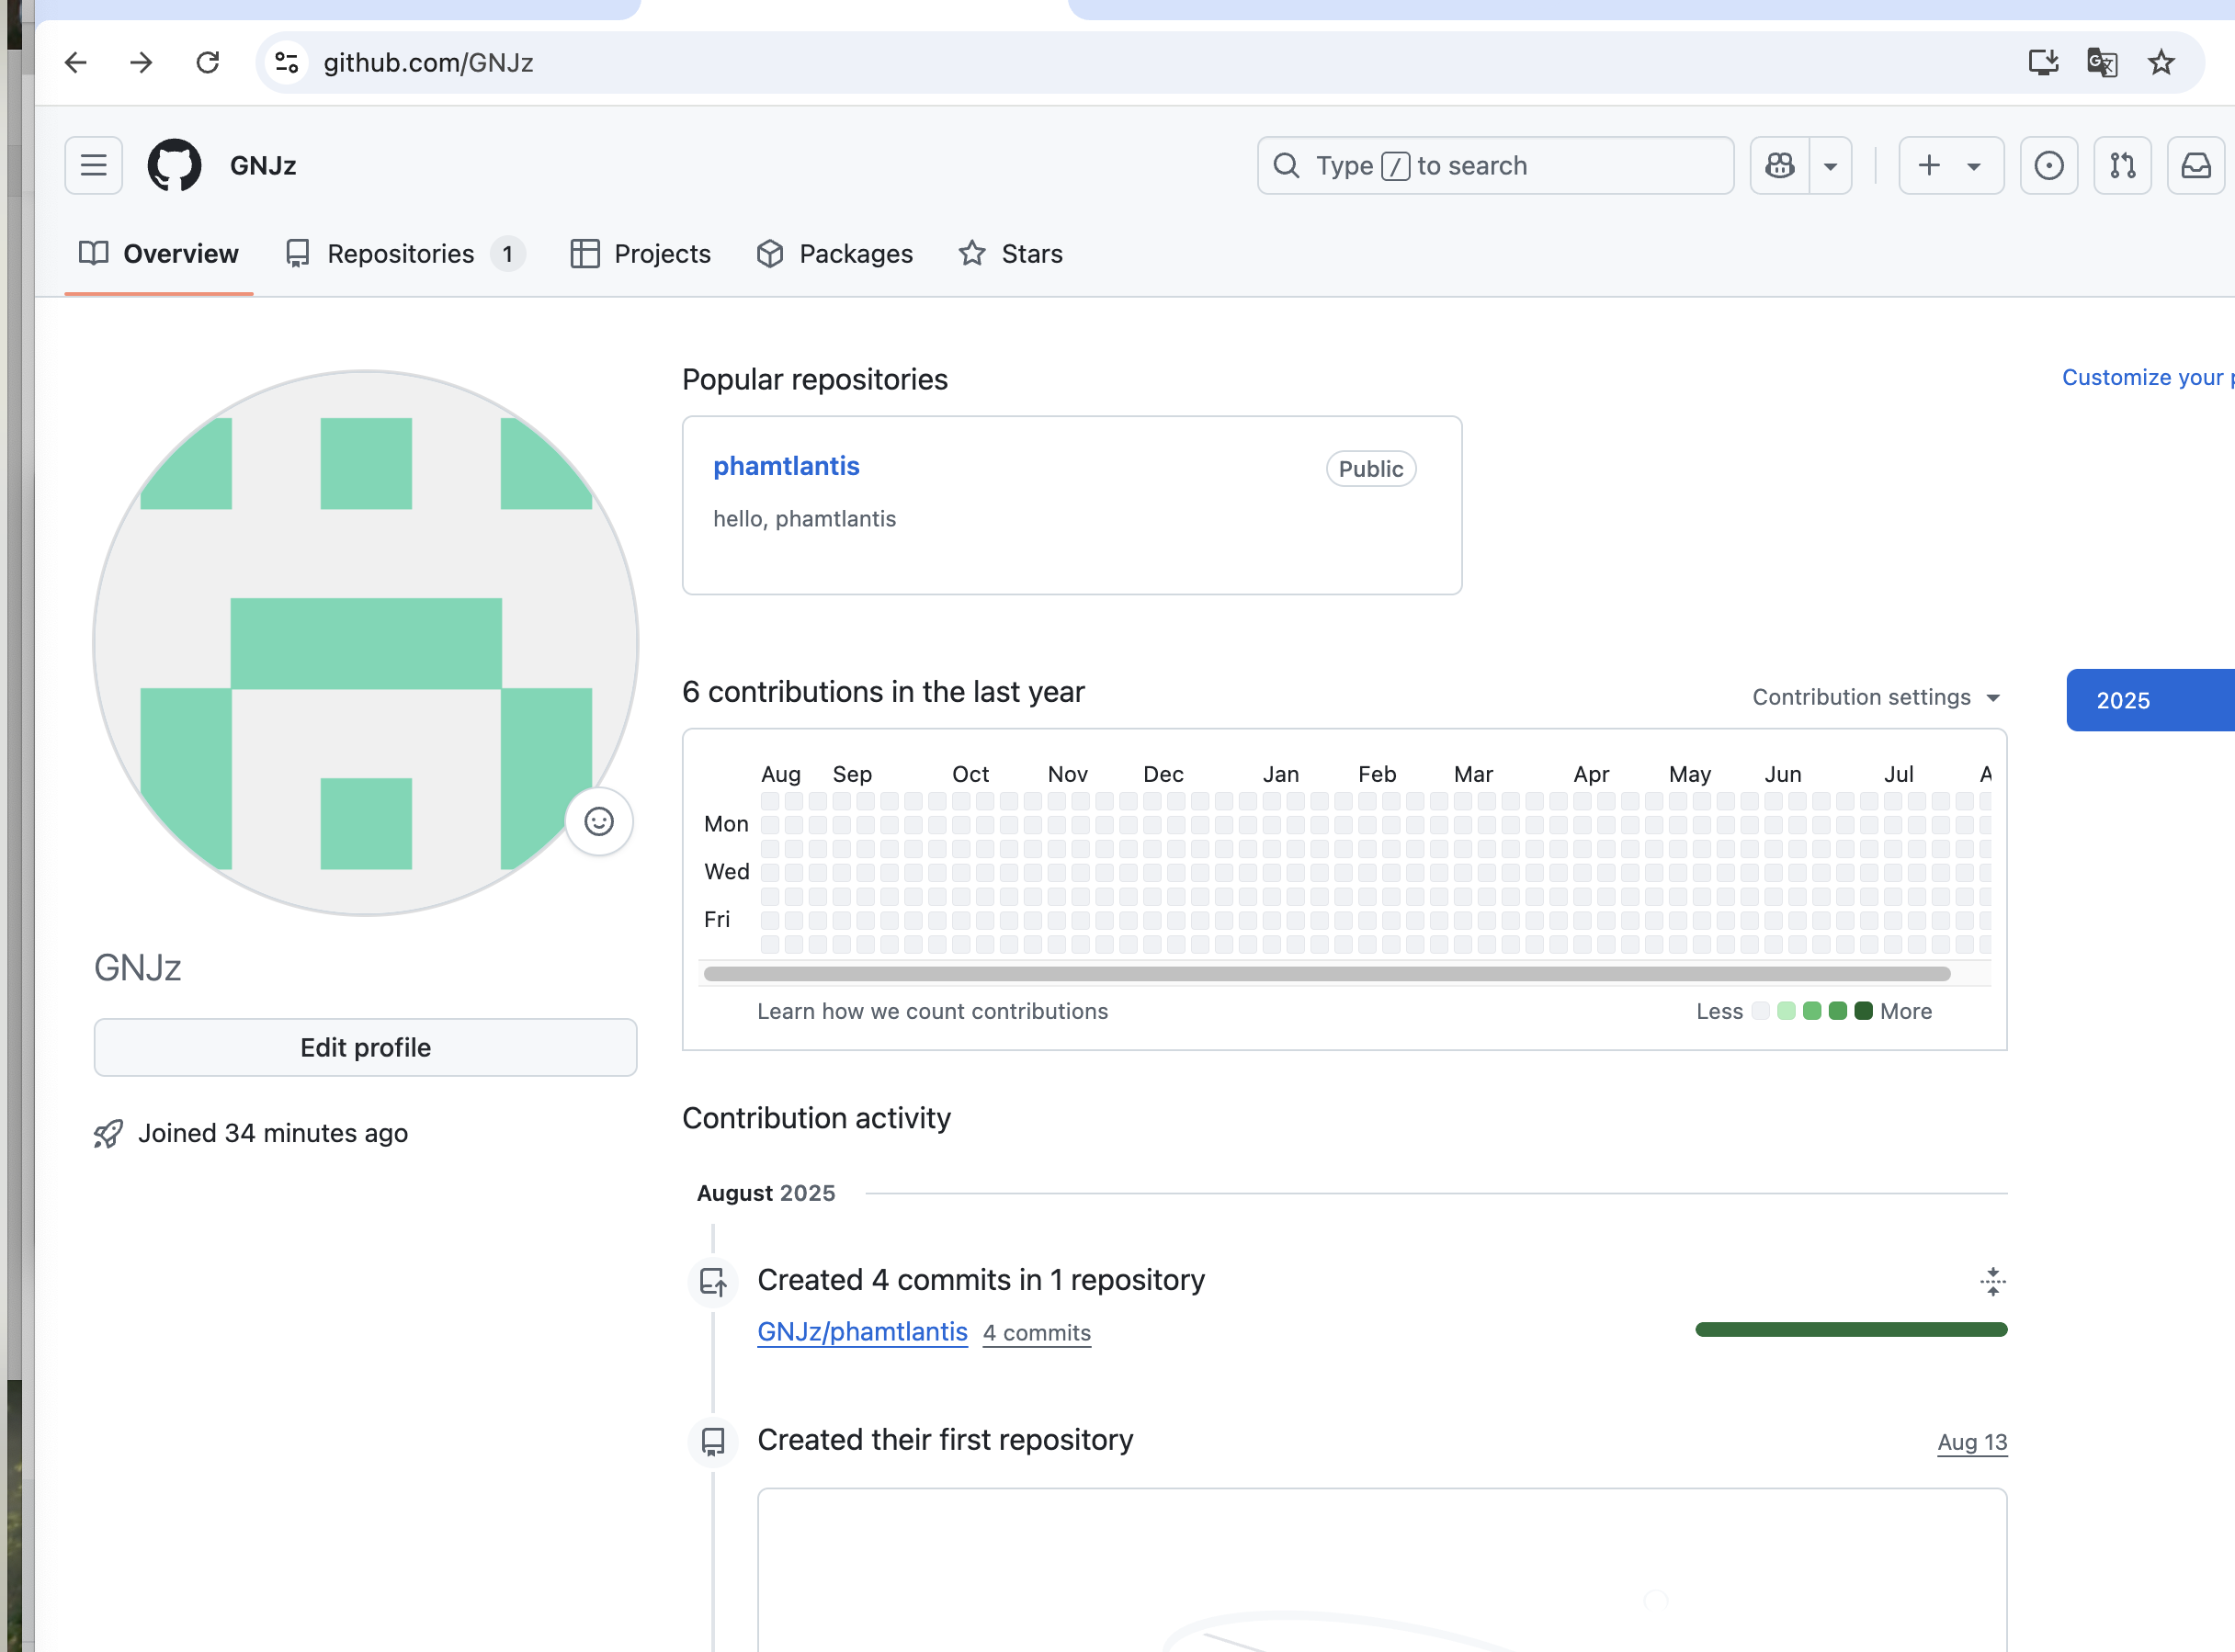 github.com/GNJz
GNJz
Type / to search
Overview
Repositories 1
Projects
Packages
Stars
Popular repositories
Customize your
phamtlantis
Public
hello, phamtlantis
6 contributions in the last year
Contribution settings
2025
Aug Sep Oct Nov Dec Jan Feb Mar Apr May Jun Jul
Mon
Wed
Fri
Learn how we count contributions
Less More
GNJz
Edit profile
Joined 34 minutes ago
Contribution activity
August 2025
Created 4 commits in 1 repository
GNJz/phamtlantis 4 commits
Created their first repository
Aug 13